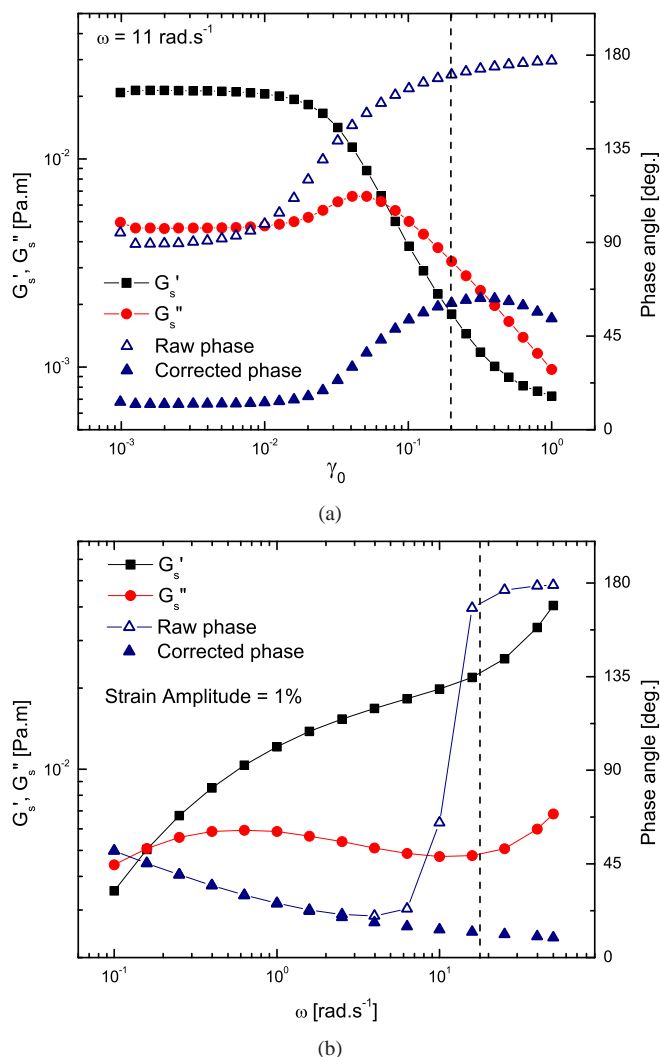 ω = 11 rad.s⁻¹
G_s', G_s'' [Pa.m]
10⁻²
10⁻³
G_s'
G_s''
Raw phase
Corrected phase
180
135
90
45
0
Phase angle [deg.]
10⁻³ 10⁻² 10⁻¹ 10⁰
γ₀
(a)
G_s'
G_s''
Raw phase
Corrected phase
Strain Amplitude = 1%
G_s', G_s'' [Pa.m]
10⁻²
180
135
90
45
0
Phase angle [deg.]
10⁻¹ 10⁰ 10¹
ω [rad.s⁻¹]
(b)